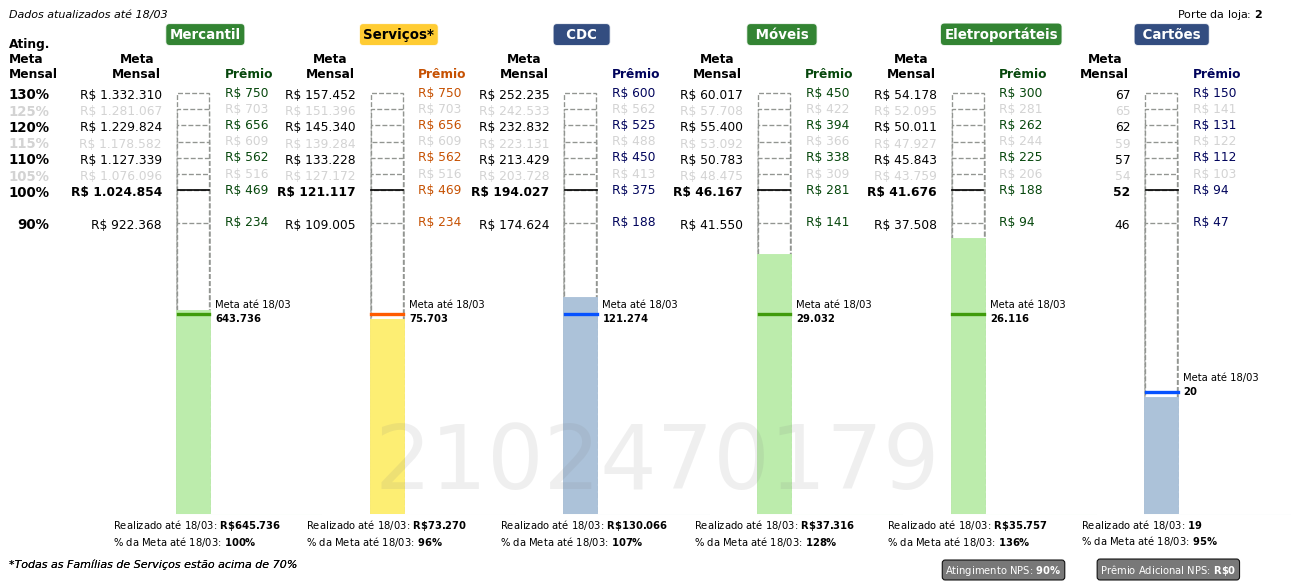 Dados atualizados até 18/03
Porte da loja: 2
Mercantil Serviços* CDC Móveis Eletroportáteis Cartões
Ating.
Meta Meta Meta Meta Meta Meta Meta
Mensal Mensal Prêmio Mensal Prêmio Mensal Prêmio Mensal Prêmio Mensal Prêmio Mensal Prêmio
130% R$ 1.332.310 R$ 750 R$ 157.452 R$ 750 R$ 252.235 R$ 600 R$ 60.017 R$ 450 R$ 54.178 R$ 300 67 R$ 150
125% R$ 1.281.067 R$ 703 R$ 151.396 R$ 703 R$ 242.533 R$ 562 R$ 57.708 R$ 422 R$ 52.095 R$ 281 65 R$ 141
120% R$ 1.229.824 R$ 656 R$ 145.340 R$ 656 R$ 232.832 R$ 525 R$ 55.400 R$ 394 R$ 50.011 R$ 262 62 R$ 131
115% R$ 1.178.582 R$ 609 R$ 139.284 R$ 609 R$ 223.131 R$ 488 R$ 53.092 R$ 366 R$ 47.927 R$ 244 59 R$ 122
110% R$ 1.127.339 R$ 562 R$ 133.228 R$ 562 R$ 213.429 R$ 450 R$ 50.783 R$ 338 R$ 45.843 R$ 225 57 R$ 112
105% R$ 1.076.096 R$ 516 R$ 127.172 R$ 516 R$ 203.728 R$ 413 R$ 48.475 R$ 309 R$ 43.759 R$ 206 54 R$ 103
100% R$ 1.024.854 R$ 469 R$ 121.117 R$ 469 R$ 194.027 R$ 375 R$ 46.167 R$ 281 R$ 41.676 R$ 188 52 R$ 94
90% R$ 922.368 R$ 234 R$ 109.005 R$ 234 R$ 174.624 R$ 188 R$ 41.550 R$ 141 R$ 37.508 R$ 94 46 R$ 47
Meta até 18/03 Meta até 18/03 Meta até 18/03 Meta até 18/03 Meta até 18/03
643.736 75.703 121.274 29.032 26.116
Meta até 18/03
20
2102470179
Realizado até 18/03: R$645.736 Realizado até 18/03: R$73.270 Realizado até 18/03: R$130.066 Realizado até 18/03: R$37.316 Realizado até 18/03: R$35.757 Realizado até 18/03: 19
% da Meta até 18/03: 100% % da Meta até 18/03: 96% % da Meta até 18/03: 107% % da Meta até 18/03: 128% % da Meta até 18/03: 136% % da Meta até 18/03: 95%
*Todas as Famílias de Serviços estão acima de 70%
Atingimento NPS: 90% Prêmio Adicional NPS: R$0